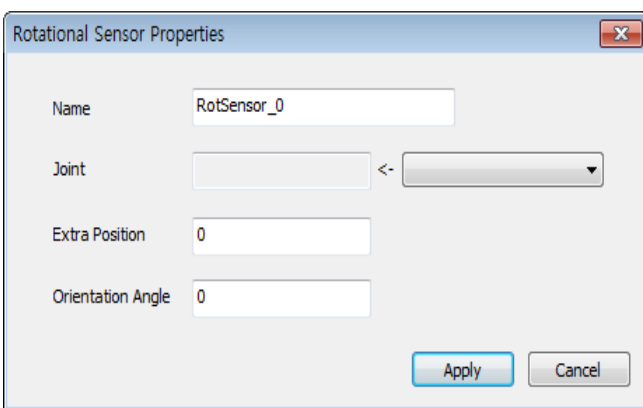 Rotational Sensor Properties
Name RotSensor_0
Joint <-
Extra Position 0
Orientation Angle 0
Apply Cancel